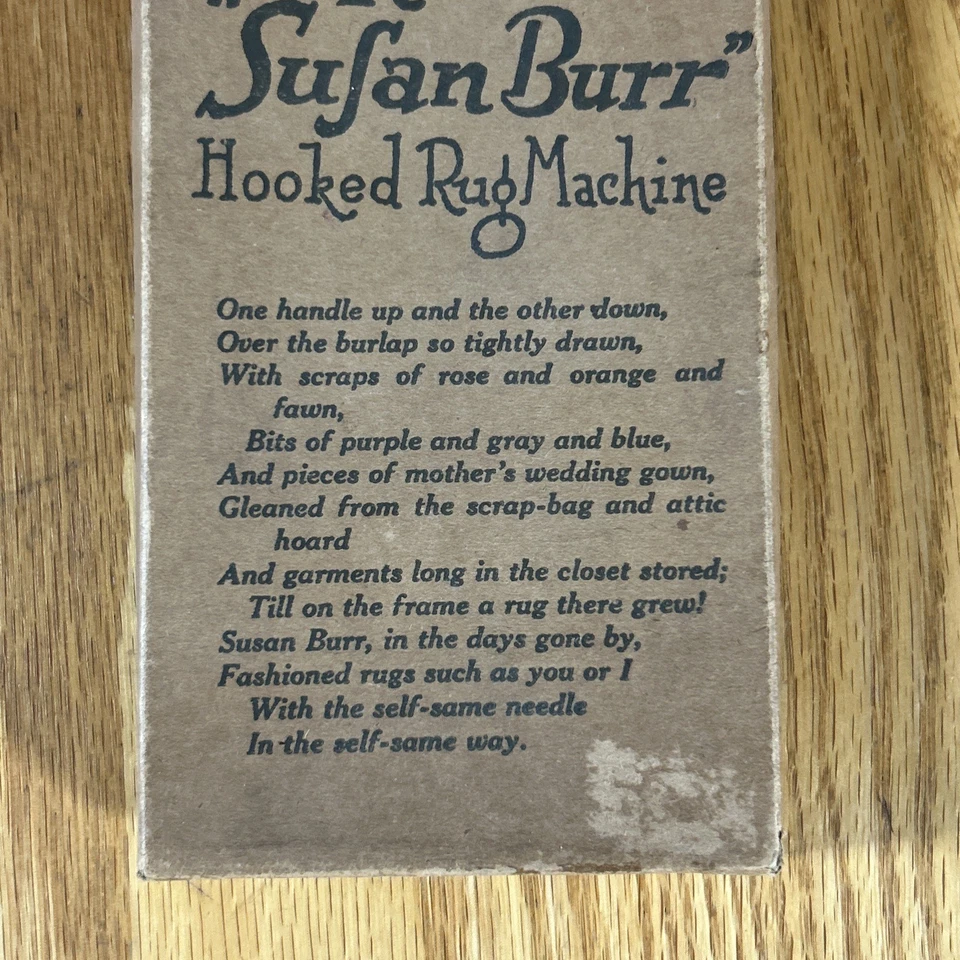 "Susan Burr"
Hooked Rug Machine
One handle up and the other down,
Over the burlap so tightly drawn,
With scraps of rose and orange and
fawn,
Bits of purple and gray and blue,
And pieces of mother's wedding gown,
Gleaned from the scrap-bag and attic
hoard
And garments long in the closet stored;
Till on the frame a rug there grew!
Susan Burr, in the days gone by,
Fashioned rugs such as you or I
With the self-same needle
In the self-same way.